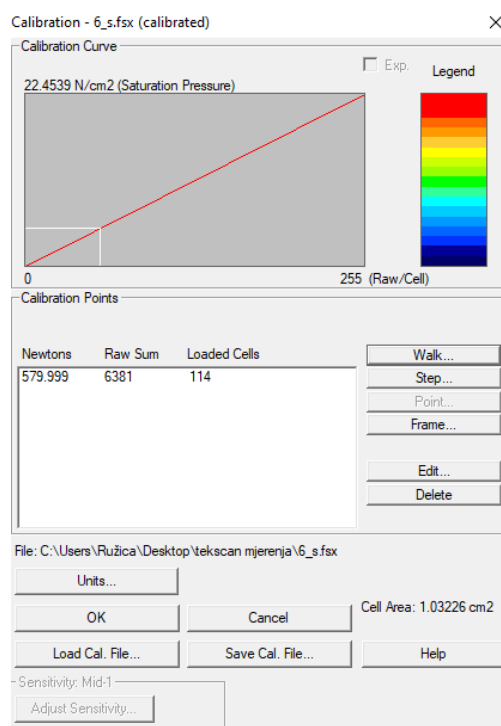 Calibration - 6_s.fsx (calibrated)
Calibration Curve
Exp.
Legend
22.4539 N/cm2 (Saturation Pressure)
0
255 (Raw/Cell)
Calibration Points
Newtons Raw Sum Loaded Cells
579.999 6381 114
Walk...
Step...
Point...
Frame...
Edit...
Delete
File: C:\Users\Ružica\Desktop\tekscan mjerenja\6_s.fsx
Units...
OK Cancel Cell Area: 1.03226 cm2
Load Cal. File... Save Cal. File... Help
Sensitivity: Mid-1
Adjust Sensitivity...